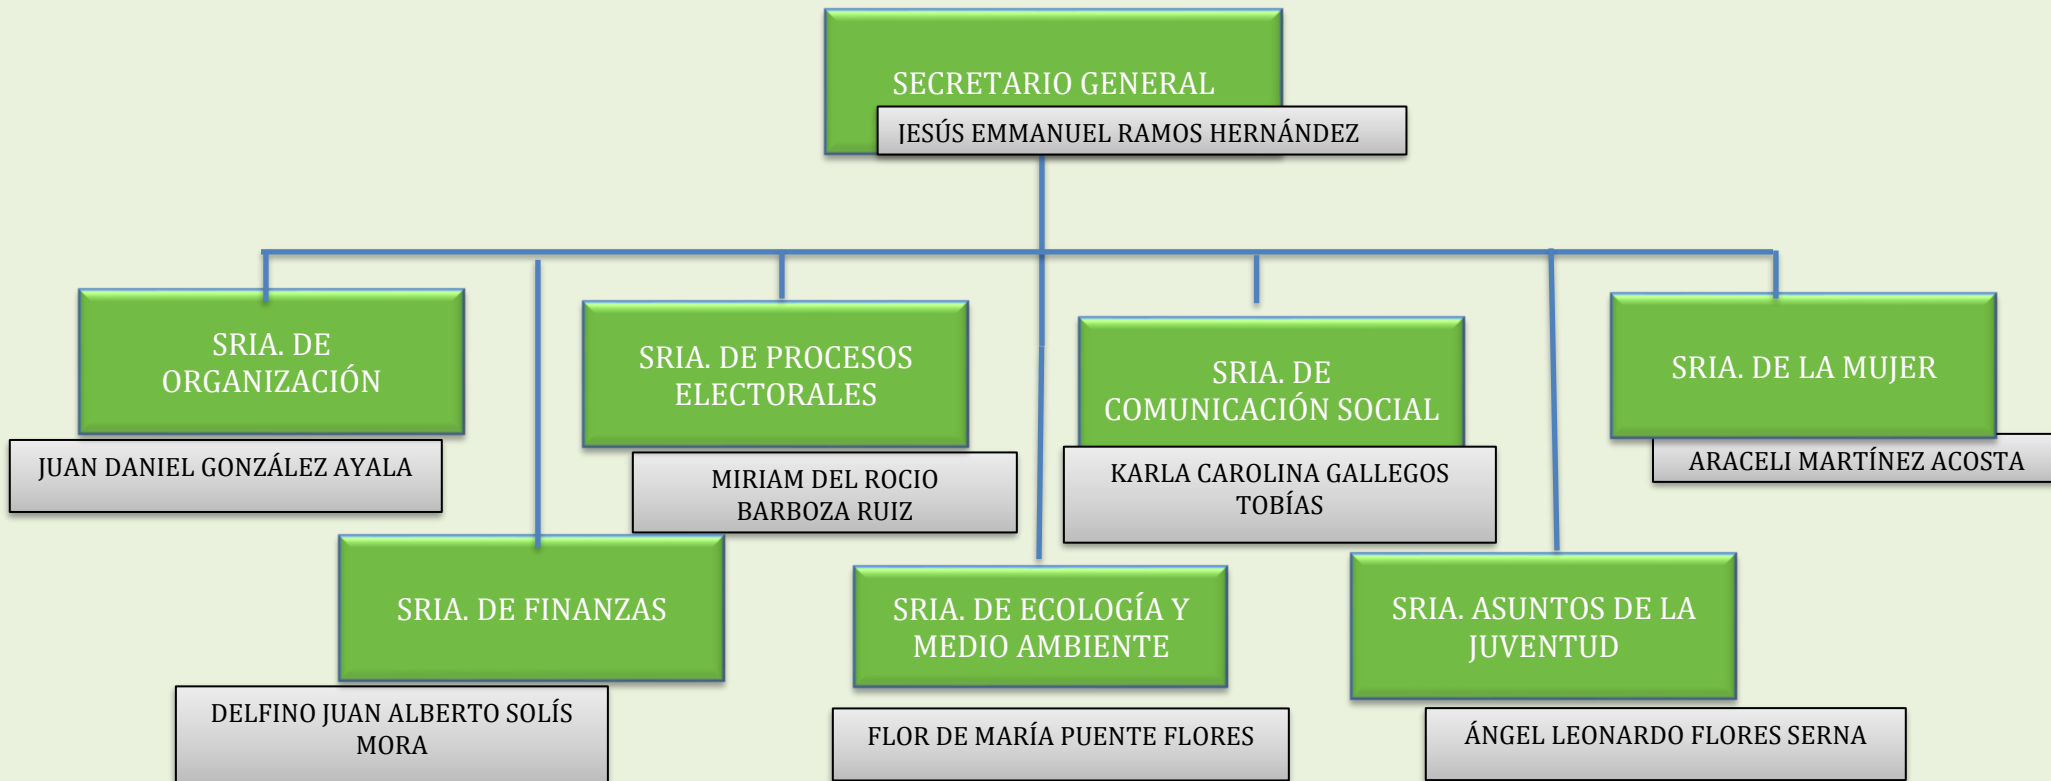 SECRETARIO GENERAL
JESÚS EMMANUEL RAMOS HERNÁNDEZ
SRIA. DE
ORGANIZACIÓN
JUAN DANIEL GONZÁLEZ AYALA
SRIA. DE PROCESOS
ELECTORALES
MIRIAM DEL ROCIO
BARBOZA RUIZ
SRIA. DE
COMUNICACIÓN SOCIAL
KARLA CAROLINA GALLEGOS
TOBÍAS
SRIA. DE LA MUJER
ARACELI MARTÍNEZ ACOSTA
SRIA. DE FINANZAS
DELFINO JUAN ALBERTO SOLÍS
MORA
SRIA. DE ECOLOGÍA Y
MEDIO AMBIENTE
FLOR DE MARÍA PUENTE FLORES
SRIA. ASUNTOS DE LA
JUVENTUD
ÁNGEL LEONARDO FLORES SERNA